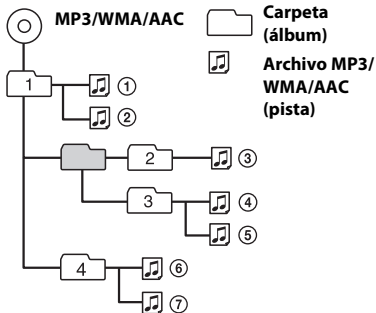 MP3/WMA/AAC
Carpeta
(álbum)
Archivo MP3/
WMA/AAC
(pista)
1
①
②
2
③
3
④
⑤
4
⑥
⑦